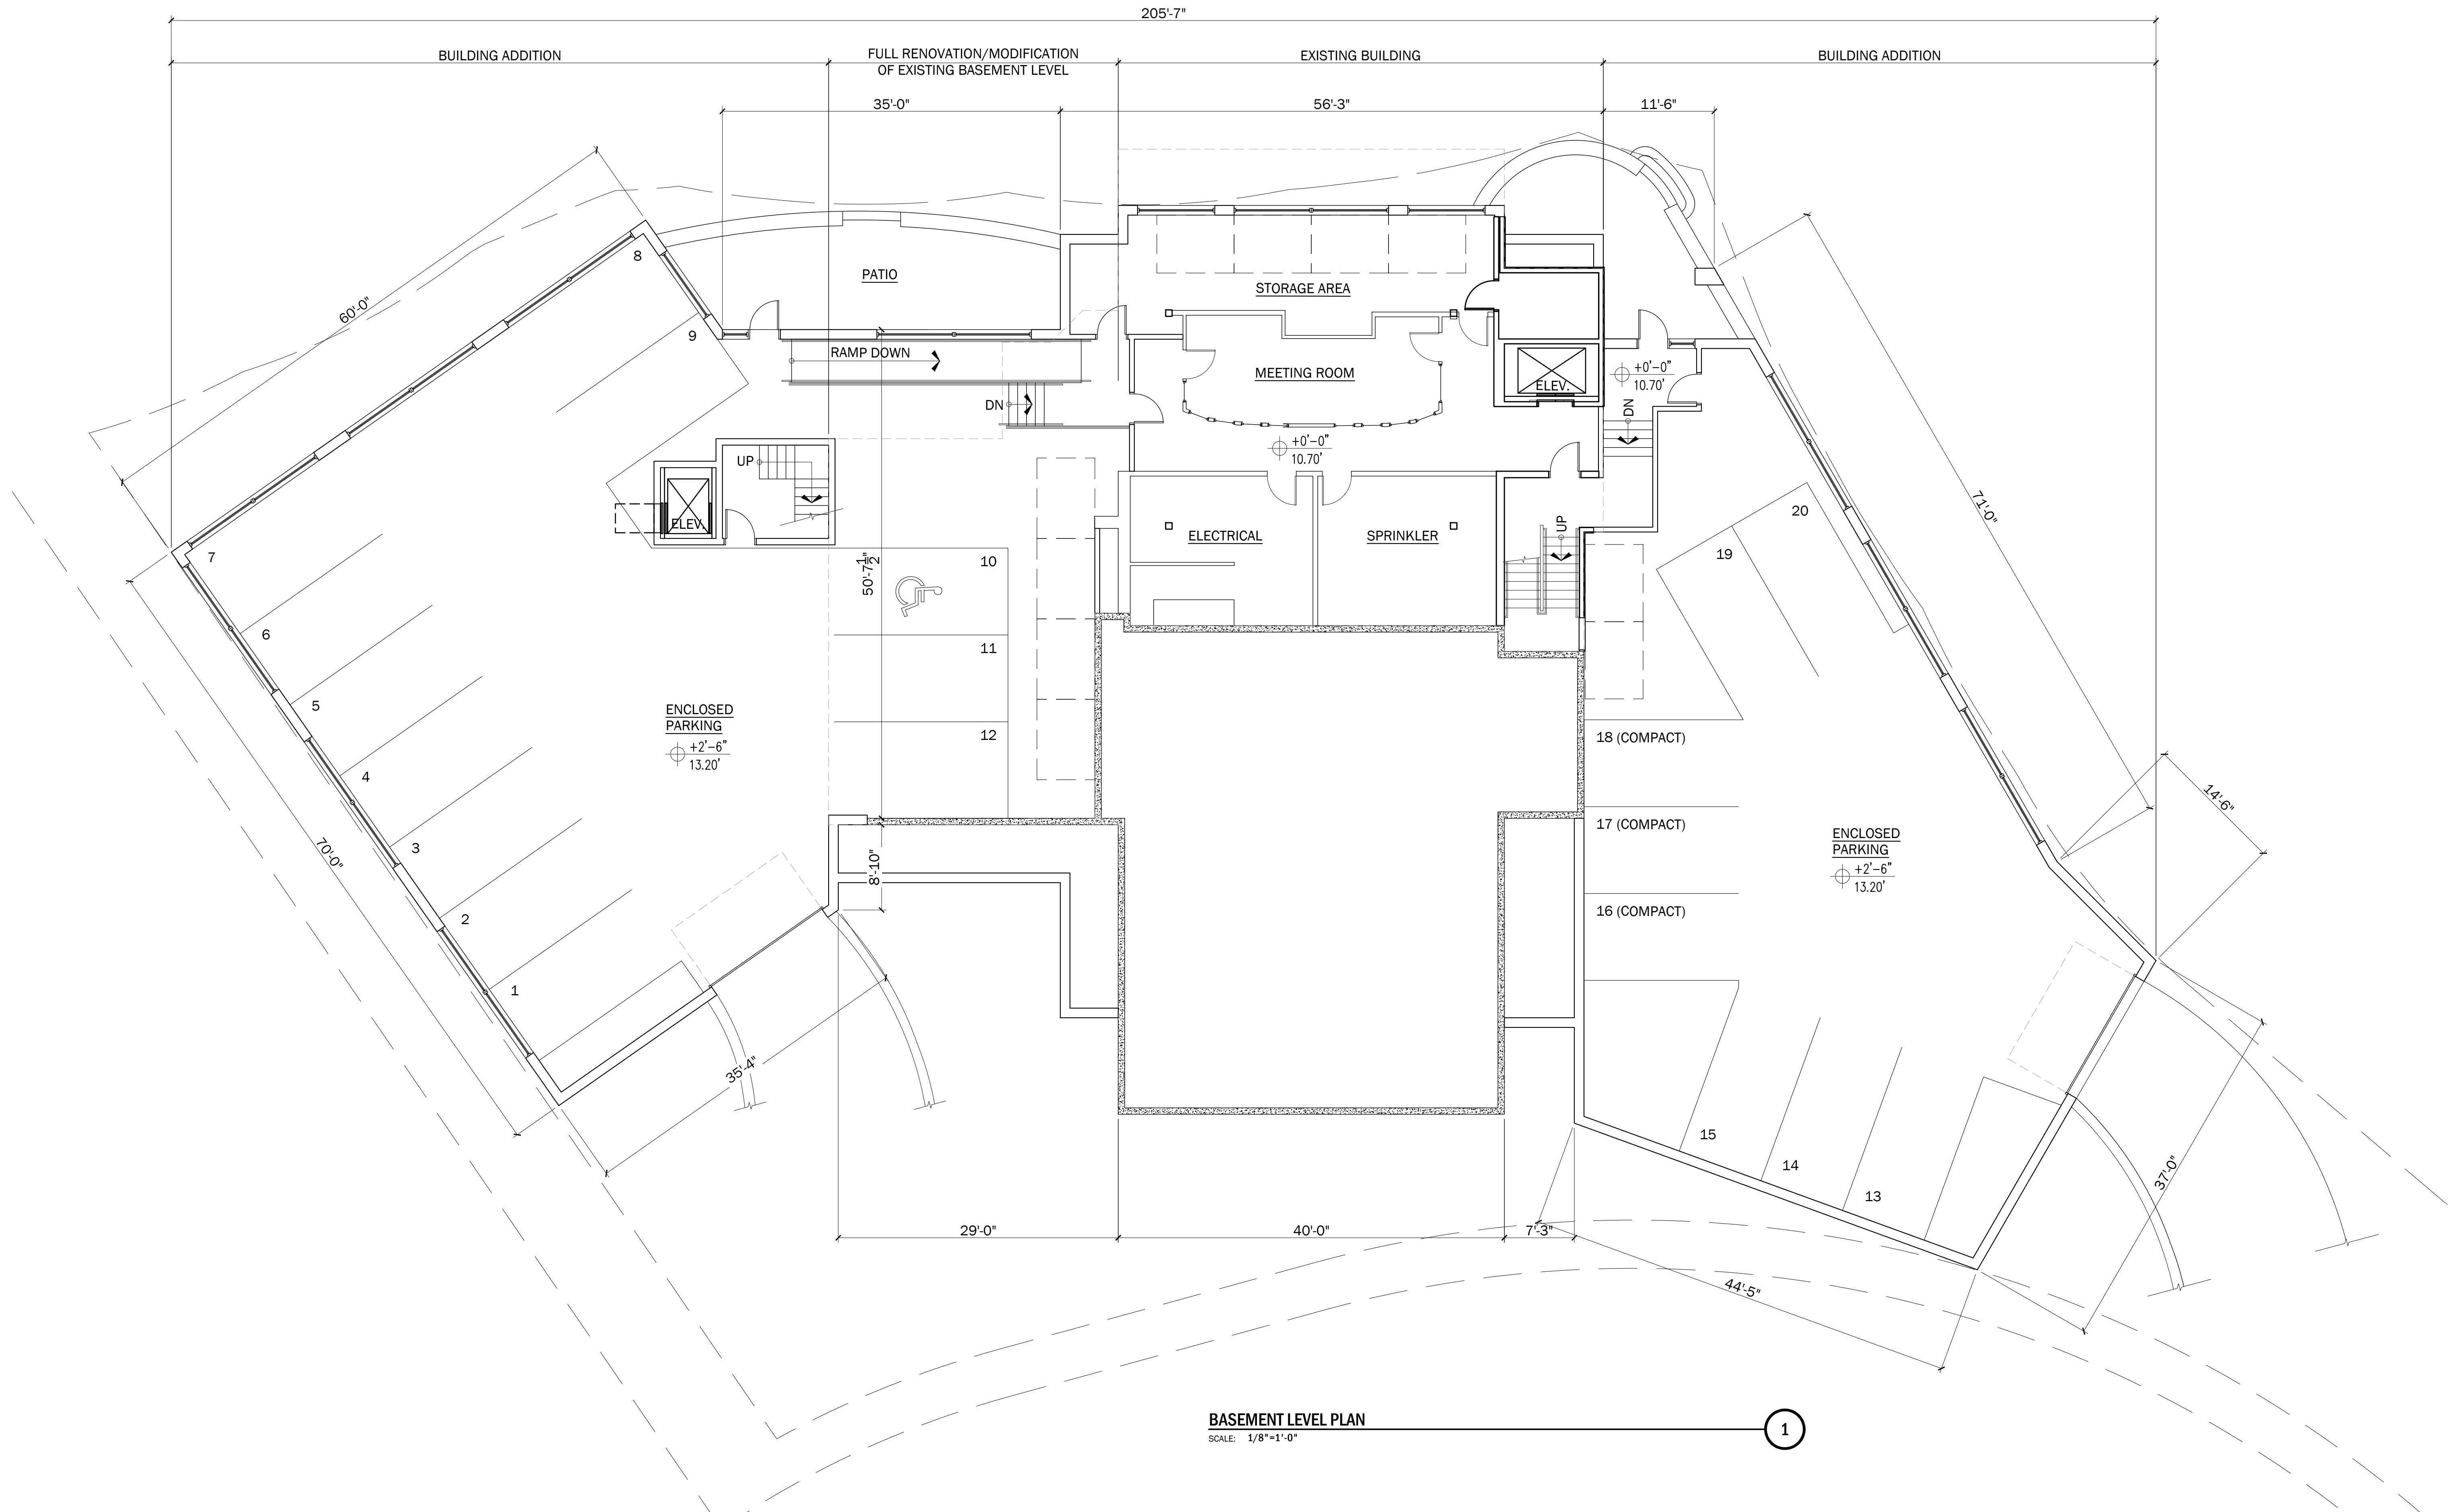 205'-7"
BUILDING ADDITION
FULL RENOVATION/MODIFICATION
OF EXISTING BASEMENT LEVEL
EXISTING BUILDING
BUILDING ADDITION
35'-0"
56'-3"
11'-6"
60'-0"
8
9
PATIO
STORAGE AREA
RAMP DOWN
MEETING ROOM
ELEV.
+0'-0"
10.70'
DN
DN
+0'-0"
10.70'
71'-0"
UP
ELEV.
7
50'-7 1/2"
10
ELECTRICAL
SPRINKLER
UP
20
19
6
11
5
ENCLOSED
PARKING
+2'-6"
13.20'
12
18 (COMPACT)
4
14'-6"
3
70'-0"
8'-10"
17 (COMPACT)
ENCLOSED
PARKING
+2'-6"
13.20'
2
16 (COMPACT)
1
35'-4"
15
14
13
37'-0"
29'-0"
40'-0"
7'-3"
44'-5"
BASEMENT LEVEL PLAN
SCALE: 1/8"=1'-0"
1